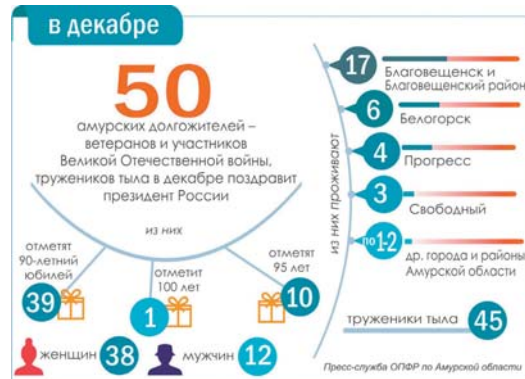 в декабре
50
амурских долгожителей –
ветеранов и участников
Великой Отечественной войны,
тружеников тыла в декабре поздравит
президент России
из них
отметят
90-летний
юбилей
39
отметит
100 лет
1
отметят
95 лет
10
женщин 38
мужчин 12
из них проживают
17
Благовещенск и
Благовещенский район
6
Белогорск
4
Прогресс
3
Свободный
по 1-2
др. города и районы
Амурской области
труженики тыла 45
Пресс-служба ОПФР по Амурской области